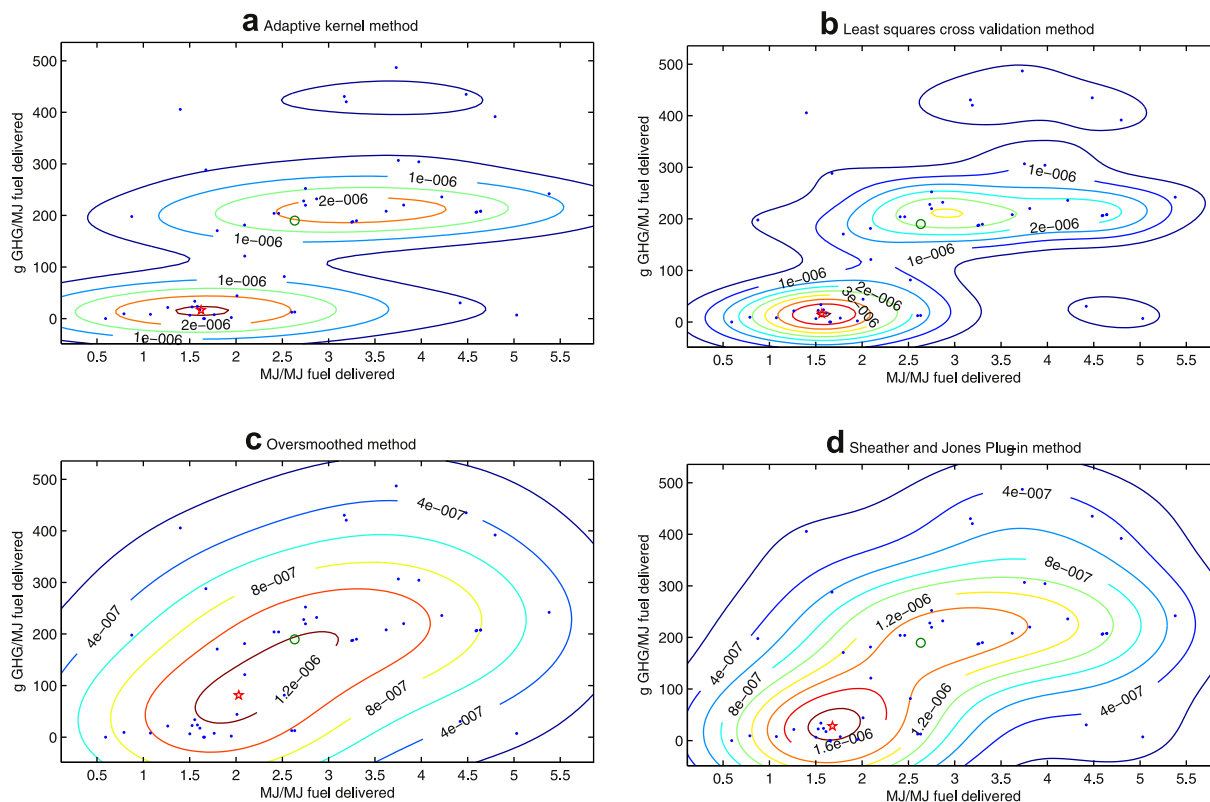 a Adaptive kernel method
500
400
300
200
100
0
g GHG/MJ fuel delivered
1e−006
2e−006
1e−006
1e−006
2e−006
1e−006
0.5 1 1.5 2 2.5 3 3.5 4 4.5 5 5.5
MJ/MJ fuel delivered
b Least squares cross validation method
500
400
300
200
100
0
g GHG/MJ fuel delivered
1e−006
2e−006
1e−006
1e−006
2e−006
3e−006
0.5 1 1.5 2 2.5 3 3.5 4 4.5 5 5.5
MJ/MJ fuel delivered
c Oversmoothed method
500
400
300
200
100
0
g GHG/MJ fuel delivered
4e−007
8e−007
4e−007
1.2e−006
8e−007
4e−007
0.5 1 1.5 2 2.5 3 3.5 4 4.5 5 5.5
MJ/MJ fuel delivered
d Sheather and Jones Plug-in method
500
400
300
200
100
0
g GHG/MJ fuel delivered
4e−007
8e−007
1.2e−006
4e−007
8e−007
1.2e−006
4e−007
1.6e−006
0.5 1 1.5 2 2.5 3 3.5 4 4.5 5 5.5
MJ/MJ fuel delivered